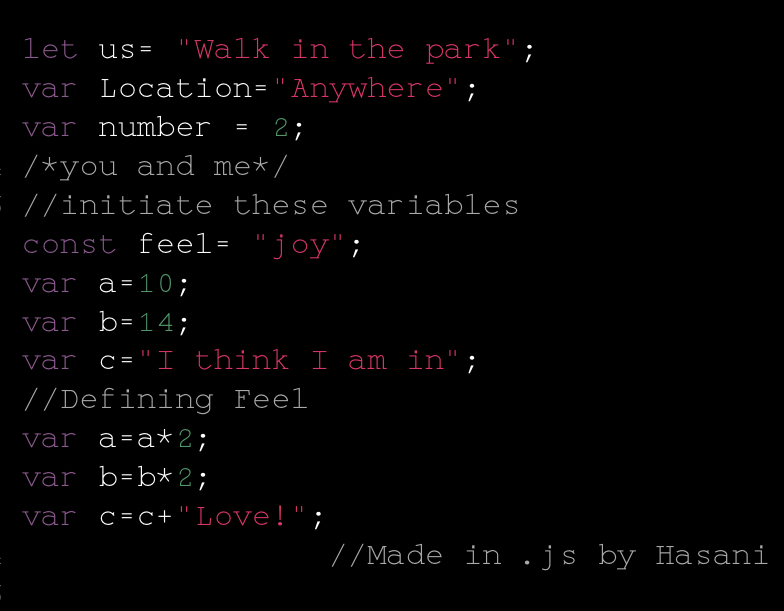 let us= "Walk in the park";
var Location="Anywhere";
var number = 2;
/*you and me*/
//initiate these variables
const feel= "joy";
var a=10;
var b=14;
var c="I think I am in";
//Defining Feel
var a=a*2;
var b=b*2;
var c=c+"Love!";
//Made in .js by Hasani